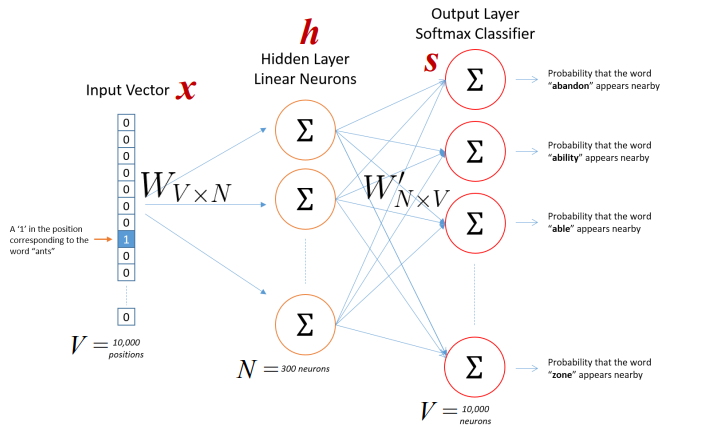 Output Layer
Softmax Classifier
h
Hidden Layer
Linear Neurons
s
Input Vector x
Σ
Σ
Σ
Σ
Σ
Σ
Σ
0
0
0
0
0
0
0
1
0
0
0
W V×N
W′ N×V
A ‘1’ in the position
corresponding to the
word “ants”
V = 10,000
positions
N = 300 neurons
V = 10,000
neurons
Probability that the word
“abandon” appears nearby
Probability that the word
“ability” appears nearby
Probability that the word
“able” appears nearby
Probability that the word
“zone” appears nearby